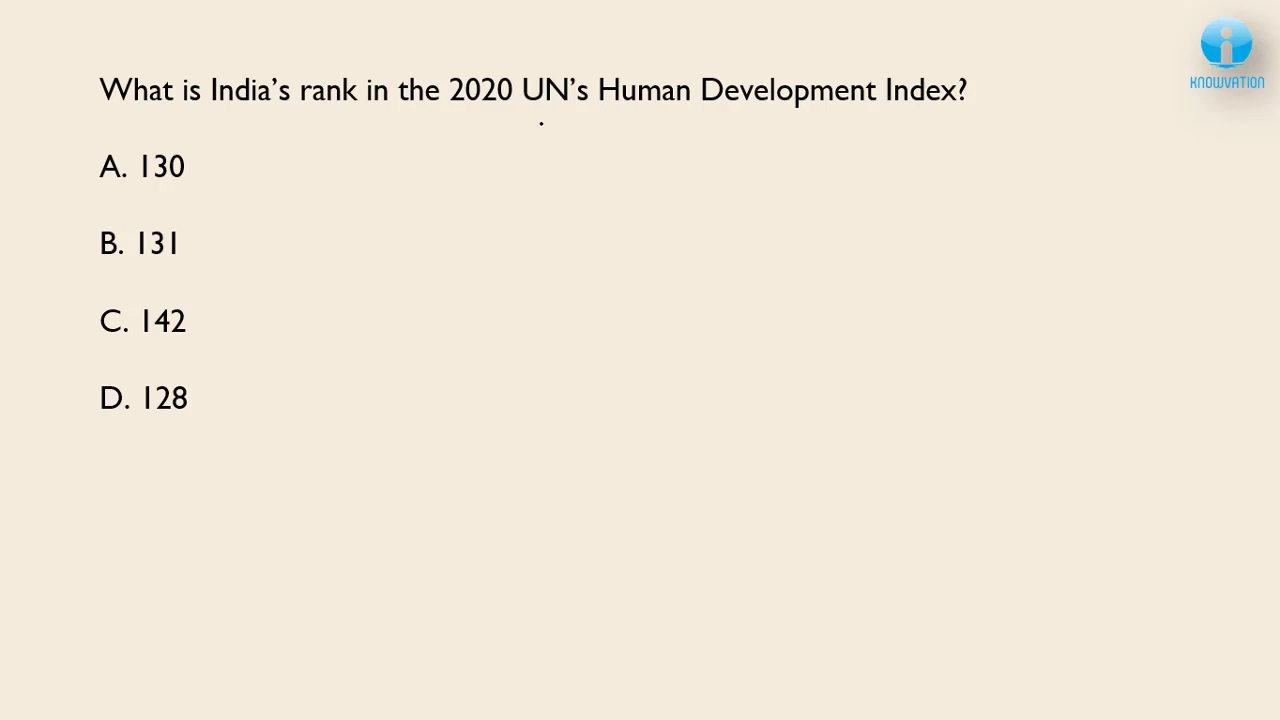 What is India’s rank in the 2020 UN’s Human Development Index?
A. 130
B. 131
C. 142
D. 128
KNOWVATION